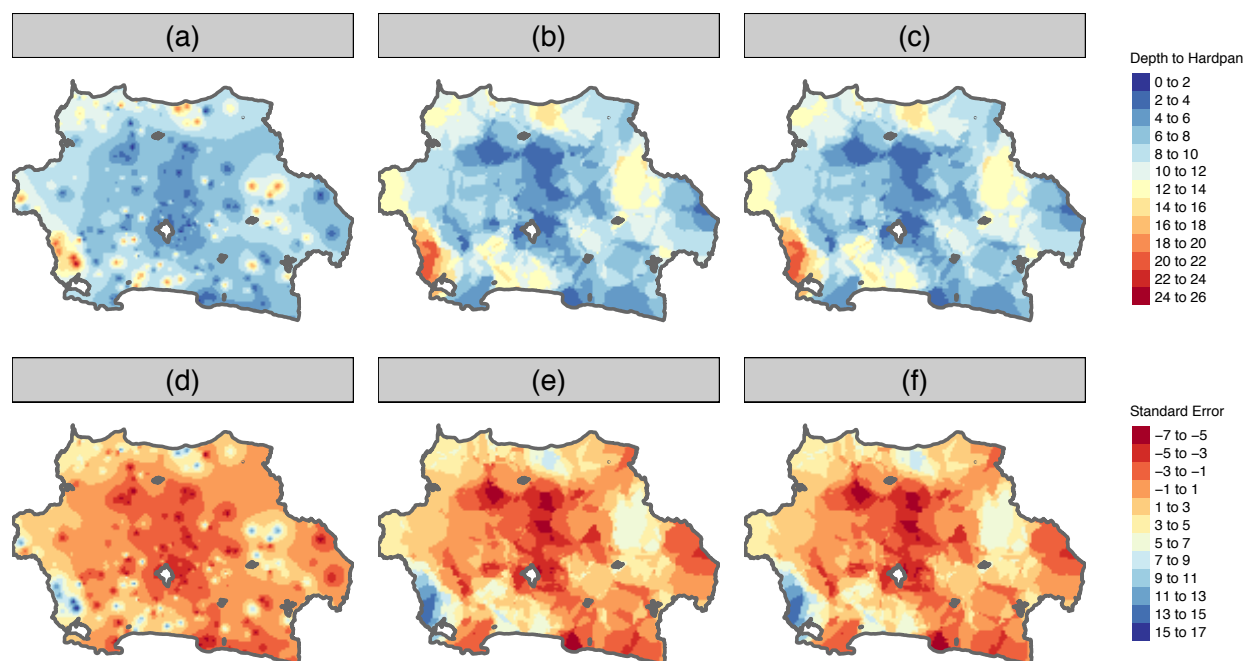 (a)
(b)
(c)
Depth to Hardpan
0 to 2
2 to 4
4 to 6
6 to 8
8 to 10
10 to 12
12 to 14
14 to 16
16 to 18
18 to 20
20 to 22
22 to 24
24 to 26
(d)
(e)
(f)
Standard Error
−7 to −5
−5 to −3
−3 to −1
−1 to 1
1 to 3
3 to 5
5 to 7
7 to 9
9 to 11
11 to 13
13 to 15
15 to 17